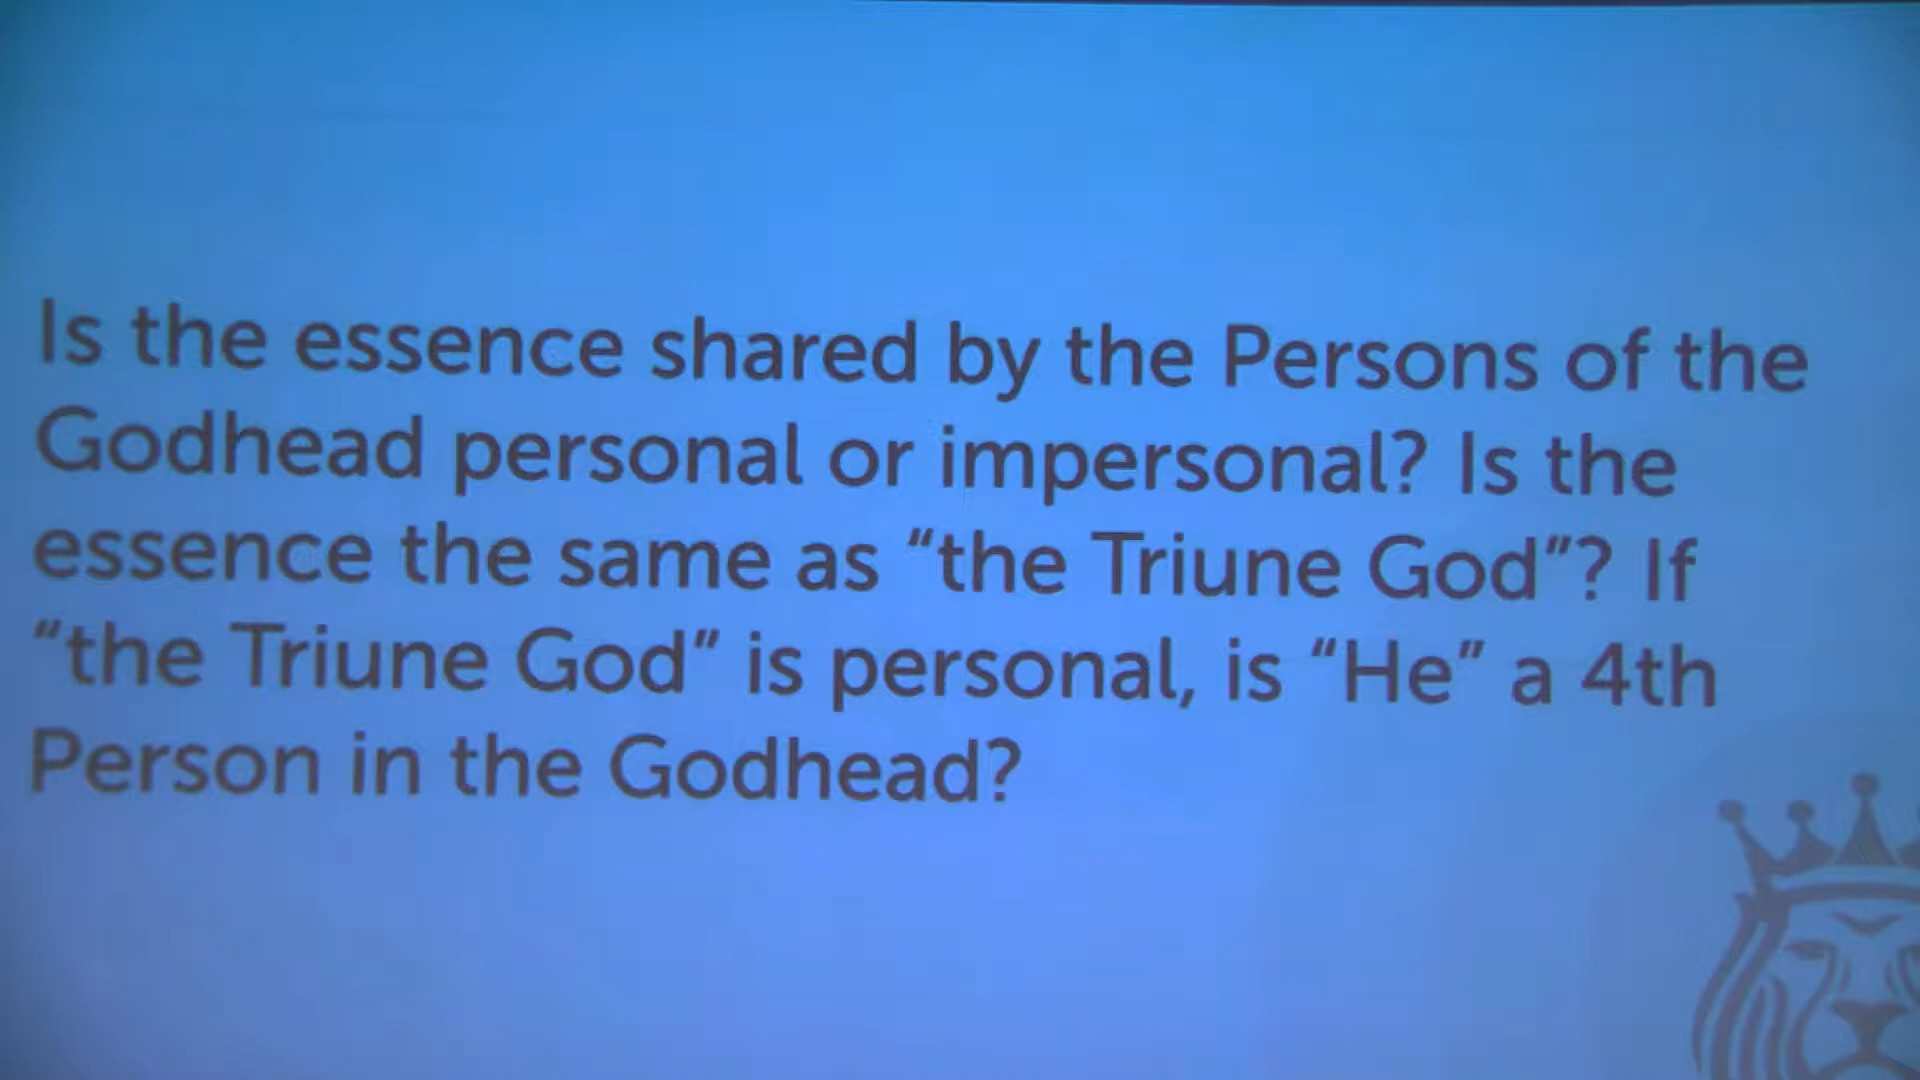 Is the essence shared by the Persons of the
Godhead personal or impersonal? Is the
essence the same as “the Triune God”? If
“the Triune God” is personal, is “He” a 4th
Person in the Godhead?